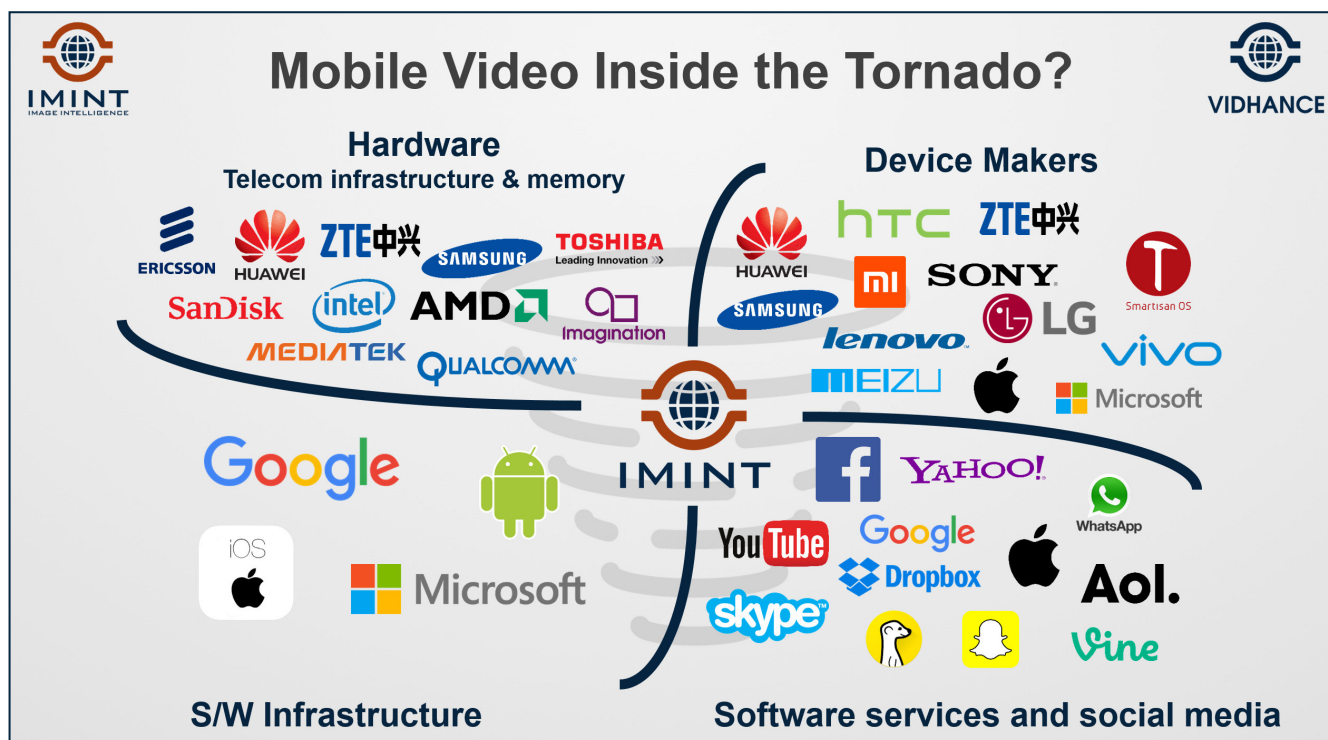 IMINT
IMAGE INTELLIGENCE
Mobile Video Inside the Tornado?
VIDHANCE
Hardware
Telecom infrastructure & memory
ERICSSON
HUAWEI
ZTE中兴
SAMSUNG
TOSHIBA
Leading Innovation >>>
SanDisk
intel
AMD
Imagination
MEDIATEK
QUALCOMM®
Device Makers
HUAWEI
hTC
ZTE中兴
SAMSUNG
mi
SONY
Smartisan OS
lenovo
LG
vivo
MEIZU
Microsoft
IMINT
Google
iOS
Microsoft
S/W Infrastructure
f
YAHOO!
WhatsApp
YouTube
Google
Dropbox
Aol.
skype™
Vine
Software services and social media